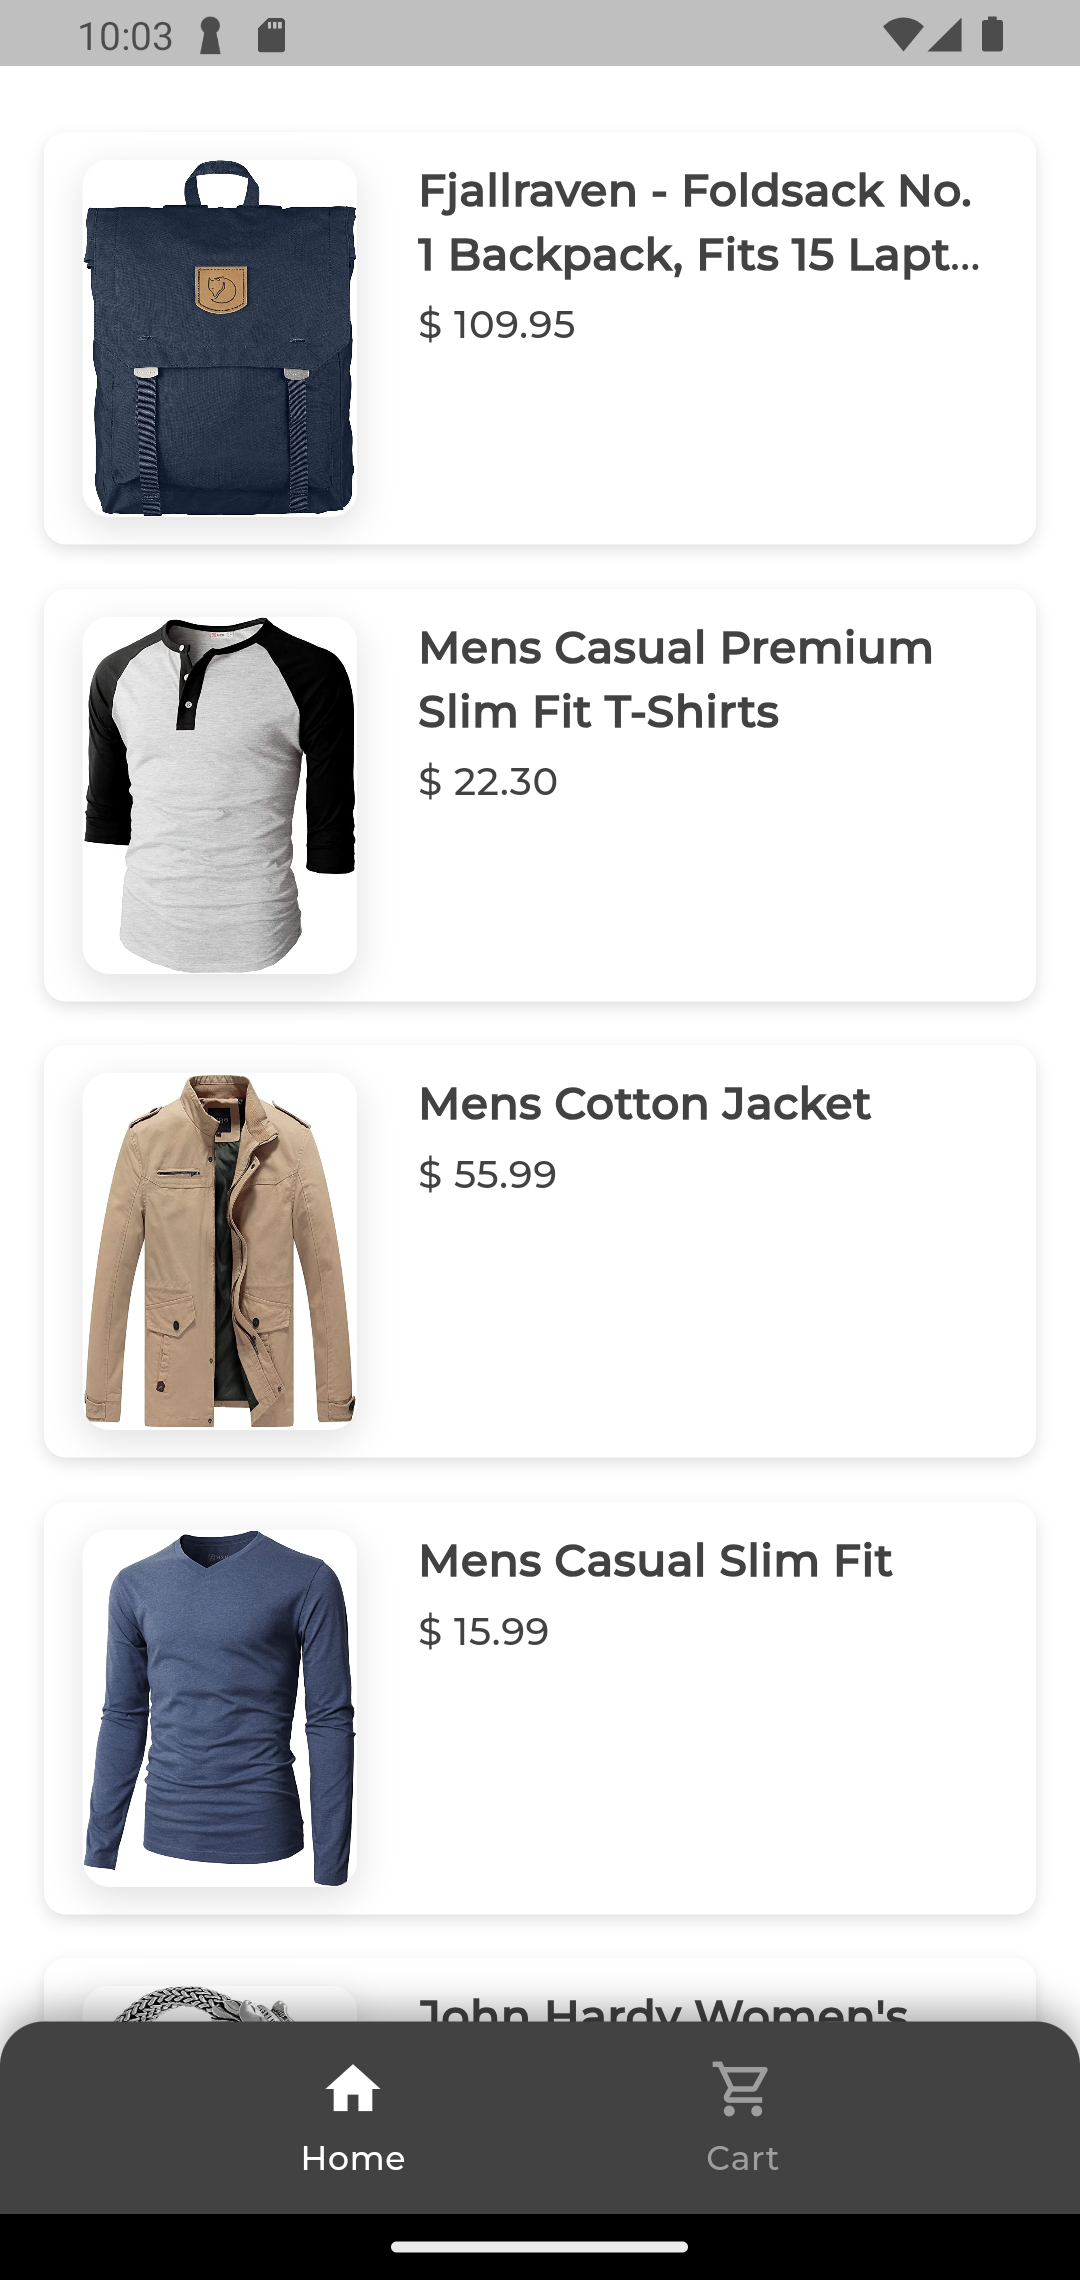 10:03
Fjallraven - Foldsack No.
1 Backpack, Fits 15 Lapt...
$ 109.95
Mens Casual Premium
Slim Fit T-Shirts
$ 22.30
Mens Cotton Jacket
$ 55.99
Mens Casual Slim Fit
$ 15.99
John Hardy Women's
Home
Cart